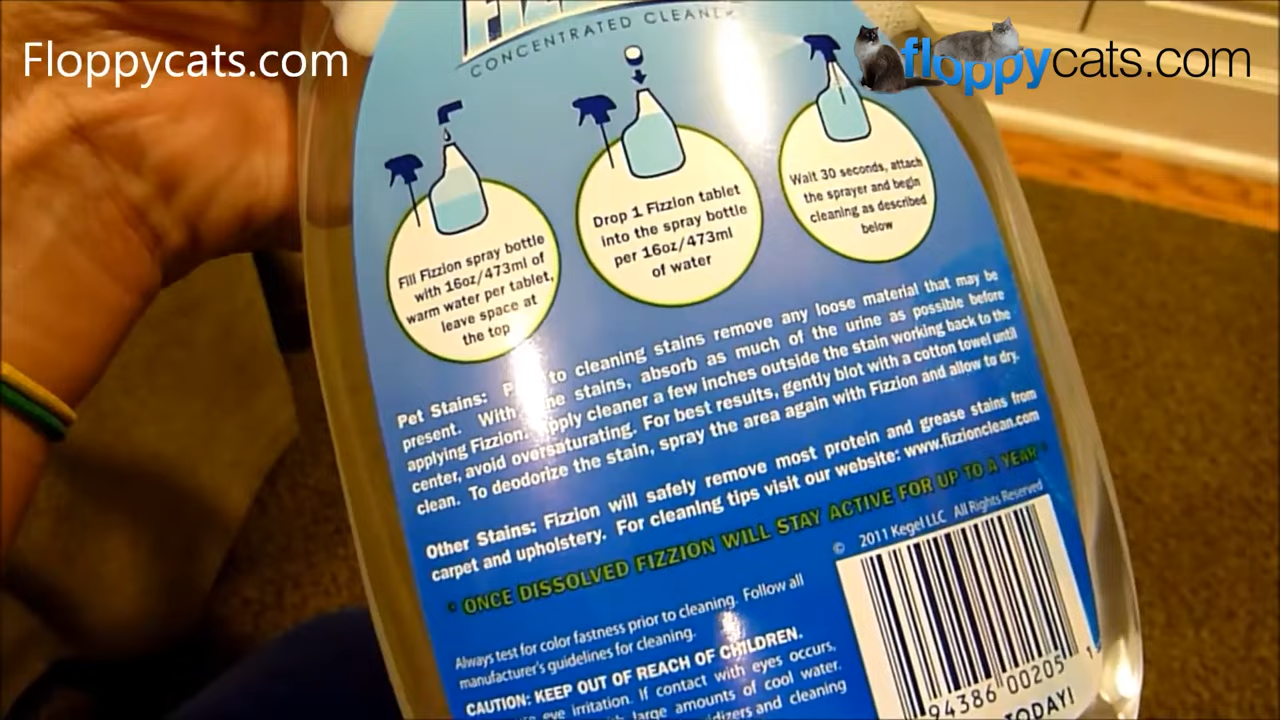 Floppycats.com
floppycats.com
CONCENTRATED CLEANE
Fill Fizzion spray bottle
with 16oz/473ml of
warm water per tablet,
leave space at
the top
Drop 1 Fizzion tablet
into the spray bottle
per 16oz/473ml
of water
Wait 30 seconds, attach
the sprayer and begin
cleaning as described
below
Pet Stains: to cleaning stains remove any loose material that may be
present. With stains, absorb as much of the urine as possible before
applying Fizzion. Apply cleaner a few inches outside the stain working back to the
center, avoid oversaturating. For best results, gently blot with a cotton towel until
clean. To deodorize the stain, spray the area again with Fizzion and allow to dry.
Other Stains: Fizzion will safely remove most protein and grease stains from
carpet and upholstery. For cleaning tips visit our website: www.fizzionclean.com
• ONCE DISSOLVED FIZZION WILL STAY ACTIVE FOR UP TO A YEAR •
© 2011 Kegel LLC All Rights Reserved
Always test for color fastness prior to cleaning. Follow all
manufacturer's guidelines for cleaning.
CAUTION: KEEP OUT OF REACH OF CHILDREN.
eye irritation. If contact with eyes occurs,
large amounts of cool water.
and cleaning
94386 00205 1
TODAY!